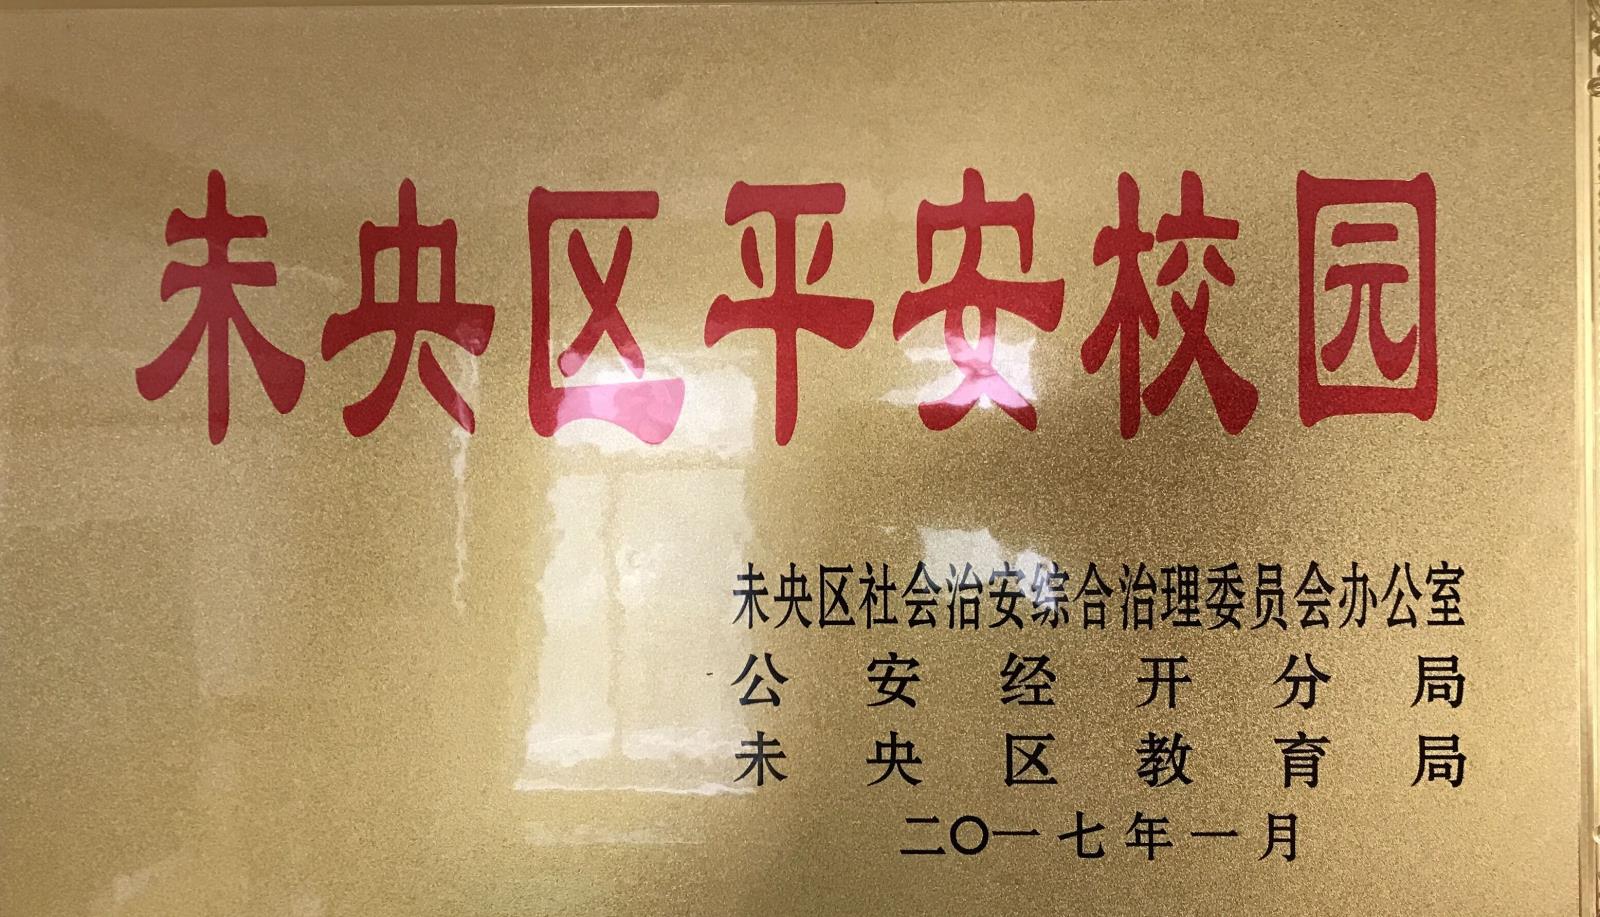 未央区平安校园
未央区社会治安综合治理委员会办公室
公安经开分局
未央区教育局
二〇一七年一月